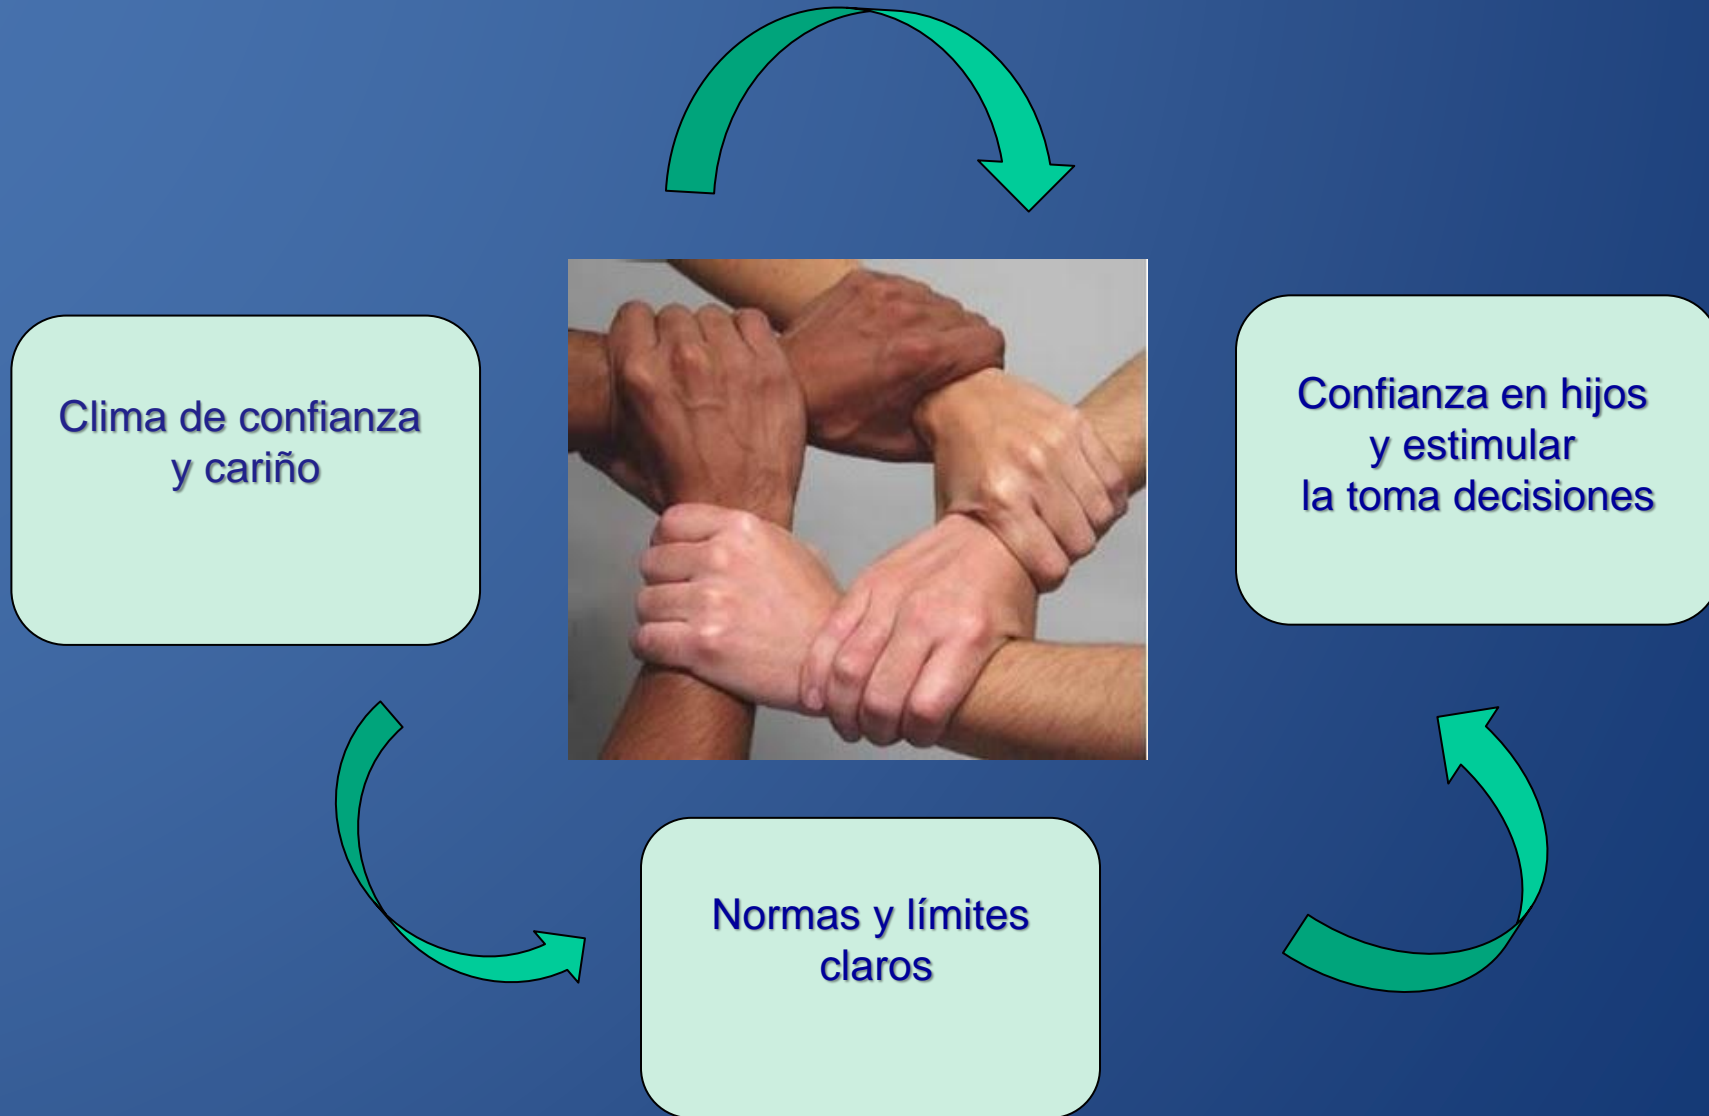 Clima de confianza
y cariño
Confianza en hijos
y estimular
la toma decisiones
Normas y límites
claros